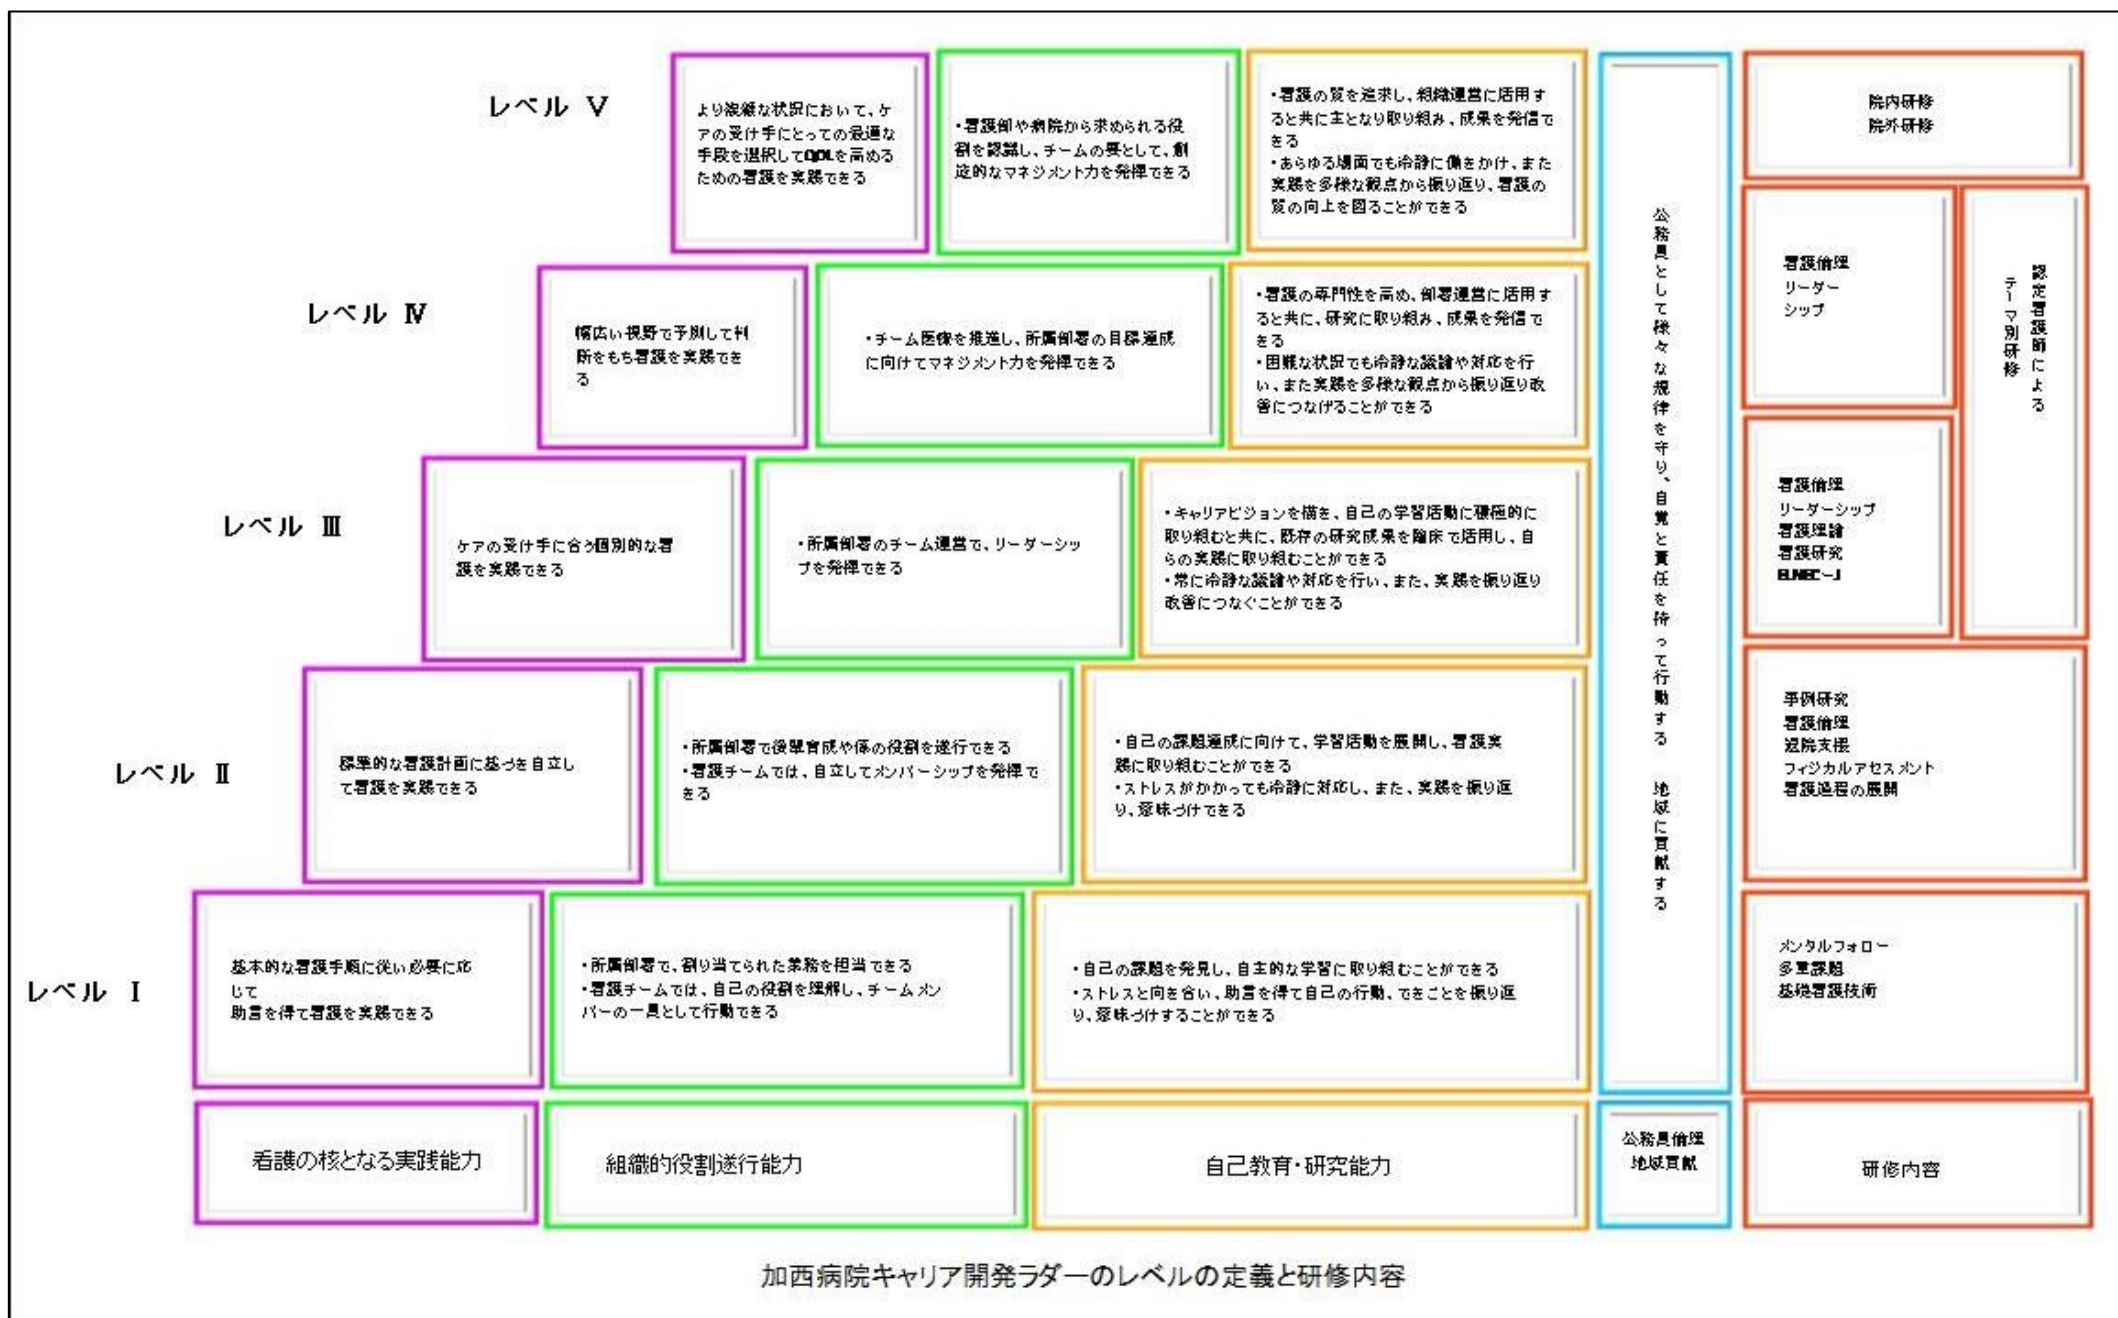 レベル Ⅴ
より複雑な状況において、ケ
アの受け手にとっての最適な
手段を選択してQOLを高める
ための看護を実践できる
・看護部や病院から求められる役
割を認識し、チームの要として、創
造的なマネジメント力を発揮できる
・看護の質を追求し、組織運営に活用す
ると共に主となり取り組み、成果を発信で
きる
・あらゆる場面でも冷静に働きかけ、また
実践を多様な観点から振り返り、看護の
質の向上を図ることができる
院内研修
院外研修
レベル Ⅳ
幅広い視野で予測して判
断をもち看護を実践でき
る
・チーム医療を推進し、所属部署の目標達成
に向けてマネジメント力を発揮できる
・看護の専門性を高め、部署運営に活用す
ると共に、研究に取り組み、成果を発信で
きる
・困難な状況でも冷静な議論や対応を行
い、また実践を多様な観点から振り返り改
善につなげることができる
看護倫理
リーダー
シップ
認定看護師による
テーマ別研修
レベル Ⅲ
ケアの受け手に合う個別的な看
護を実践できる
・所属部署のチーム運営で、リーダーシッ
プを発揮できる
・キャリアビジョンを描き、自己の学習活動に積極的に
取り組むと共に、既存の研究成果を臨床で活用し、自
らの実践に取り組むことができる
・常に冷静な議論や対応を行い、また、実践を振り返り
改善につなぐことができる
看護倫理
リーダーシップ
看護理論
看護研究
ELNEC-J
レベル Ⅱ
標準的な看護計画に基づき自立し
て看護を実践できる
・所属部署で後輩育成や係の役割を遂行できる
・看護チームでは、自立してメンバーシップを発揮で
きる
・自己の課題達成に向けて、学習活動を展開し、看護実
践に取り組むことができる
・ストレスがかかっても冷静に対応し、また、実践を振り返
り、意味づけできる
事例研究
看護倫理
退院支援
フィジカルアセスメント
看護過程の展開
レベル Ⅰ
基本的な看護手順に従い必要に応
じて
助言を得て看護を実践できる
・所属部署で、割り当てられた業務を担当できる
・看護チームでは、自己の役割を理解し、チームメン
バーの一員として行動できる
・自己の課題を発見し、自主的な学習に取り組むことができる
・ストレスと向き合い、助言を得て自己の行動、できごとを振り返
り、意味づけすることができる
公務員として様々な規律を守り、自覚と責任を持って行動する 地域に貢献する
メンタルフォロー
多重課題
基礎看護技術
看護の核となる実践能力
組織的役割遂行能力
自己教育・研究能力
公務員倫理
地域貢献
研修内容
加西病院キャリア開発ラダーのレベルの定義と研修内容